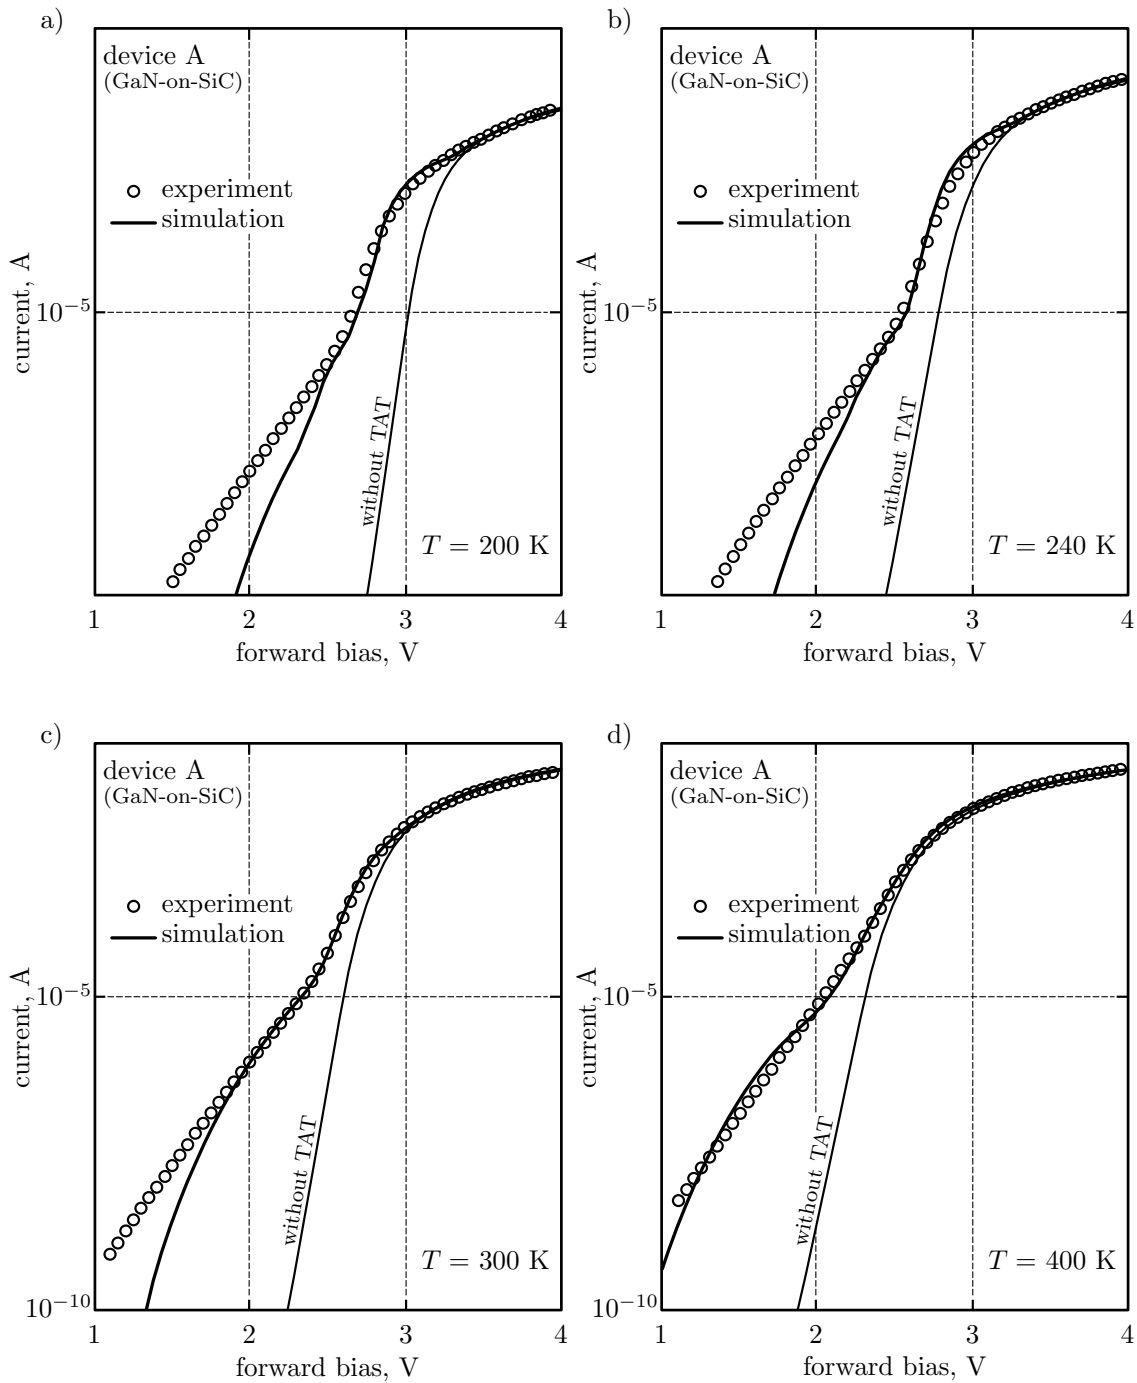 a)
device A
(GaN-on-SiC)
experiment
simulation
current, A
10⁻⁵
without TAT
T = 200 K
1 2 3 4
forward bias, V
b)
device A
(GaN-on-SiC)
experiment
simulation
current, A
10⁻⁵
without TAT
T = 240 K
1 2 3 4
forward bias, V
c)
device A
(GaN-on-SiC)
experiment
simulation
current, A
10⁻⁵
without TAT
T = 300 K
10⁻¹⁰
1 2 3 4
forward bias, V
d)
device A
(GaN-on-SiC)
experiment
simulation
current, A
10⁻⁵
without TAT
T = 400 K
10⁻¹⁰
1 2 3 4
forward bias, V